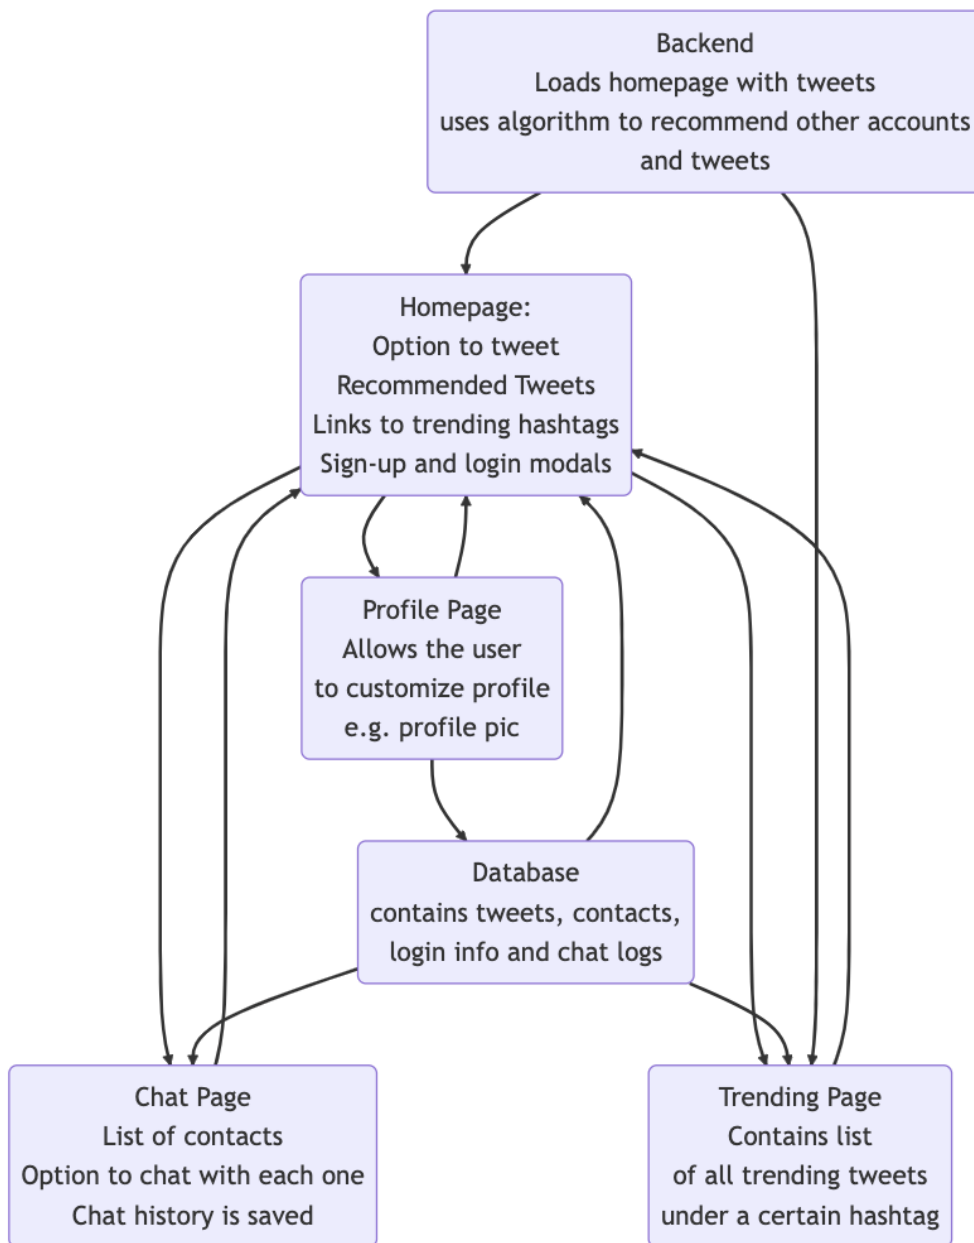 Backend
Loads homepage with tweets
uses algorithm to recommend other accounts
and tweets
Homepage:
Option to tweet
Recommended Tweets
Links to trending hashtags
Sign-up and login modals
Profile Page
Allows the user
to customize profile
e.g. profile pic
Database
contains tweets, contacts,
login info and chat logs
Chat Page
List of contacts
Option to chat with each one
Chat history is saved
Trending Page
Contains list
of all trending tweets
under a certain hashtag